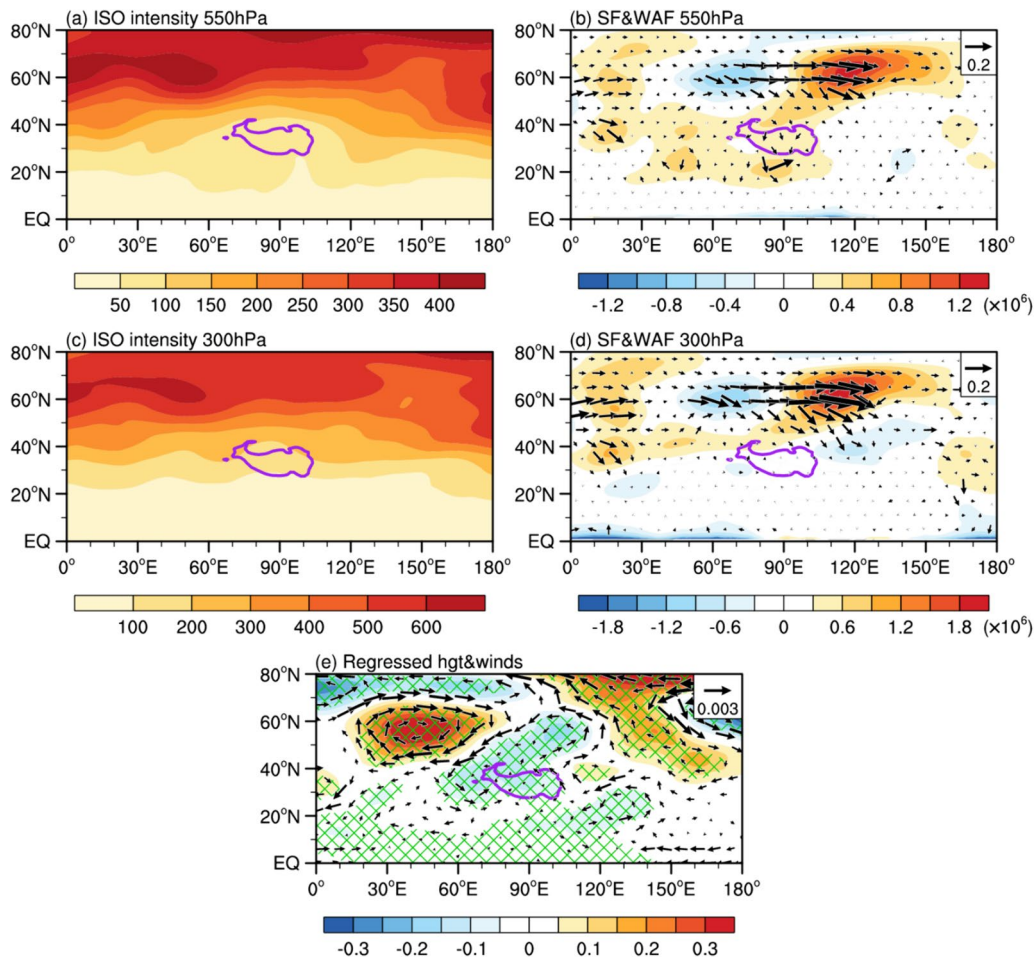 (a) ISO intensity 550hPa
80°N
60°N
40°N
20°N
EQ
0° 30°E 60°E 90°E 120°E 150°E 180°
50 100 150 200 250 300 350 400
(b) SF&WAF 550hPa
80°N
60°N
40°N
20°N
EQ
0.2
0° 30°E 60°E 90°E 120°E 150°E 180°
-1.2 -0.8 -0.4 0 0.4 0.8 1.2 (×10⁶)
(c) ISO intensity 300hPa
80°N
60°N
40°N
20°N
EQ
0° 30°E 60°E 90°E 120°E 150°E 180°
100 200 300 400 500 600
(d) SF&WAF 300hPa
80°N
60°N
40°N
20°N
EQ
0.2
0° 30°E 60°E 90°E 120°E 150°E 180°
-1.8 -1.2 -0.6 0 0.6 1.2 1.8 (×10⁶)
(e) Regressed hgt&winds
80°N
60°N
40°N
20°N
EQ
0.003
0° 30°E 60°E 90°E 120°E 150°E 180°
-0.3 -0.2 -0.1 0 0.1 0.2 0.3